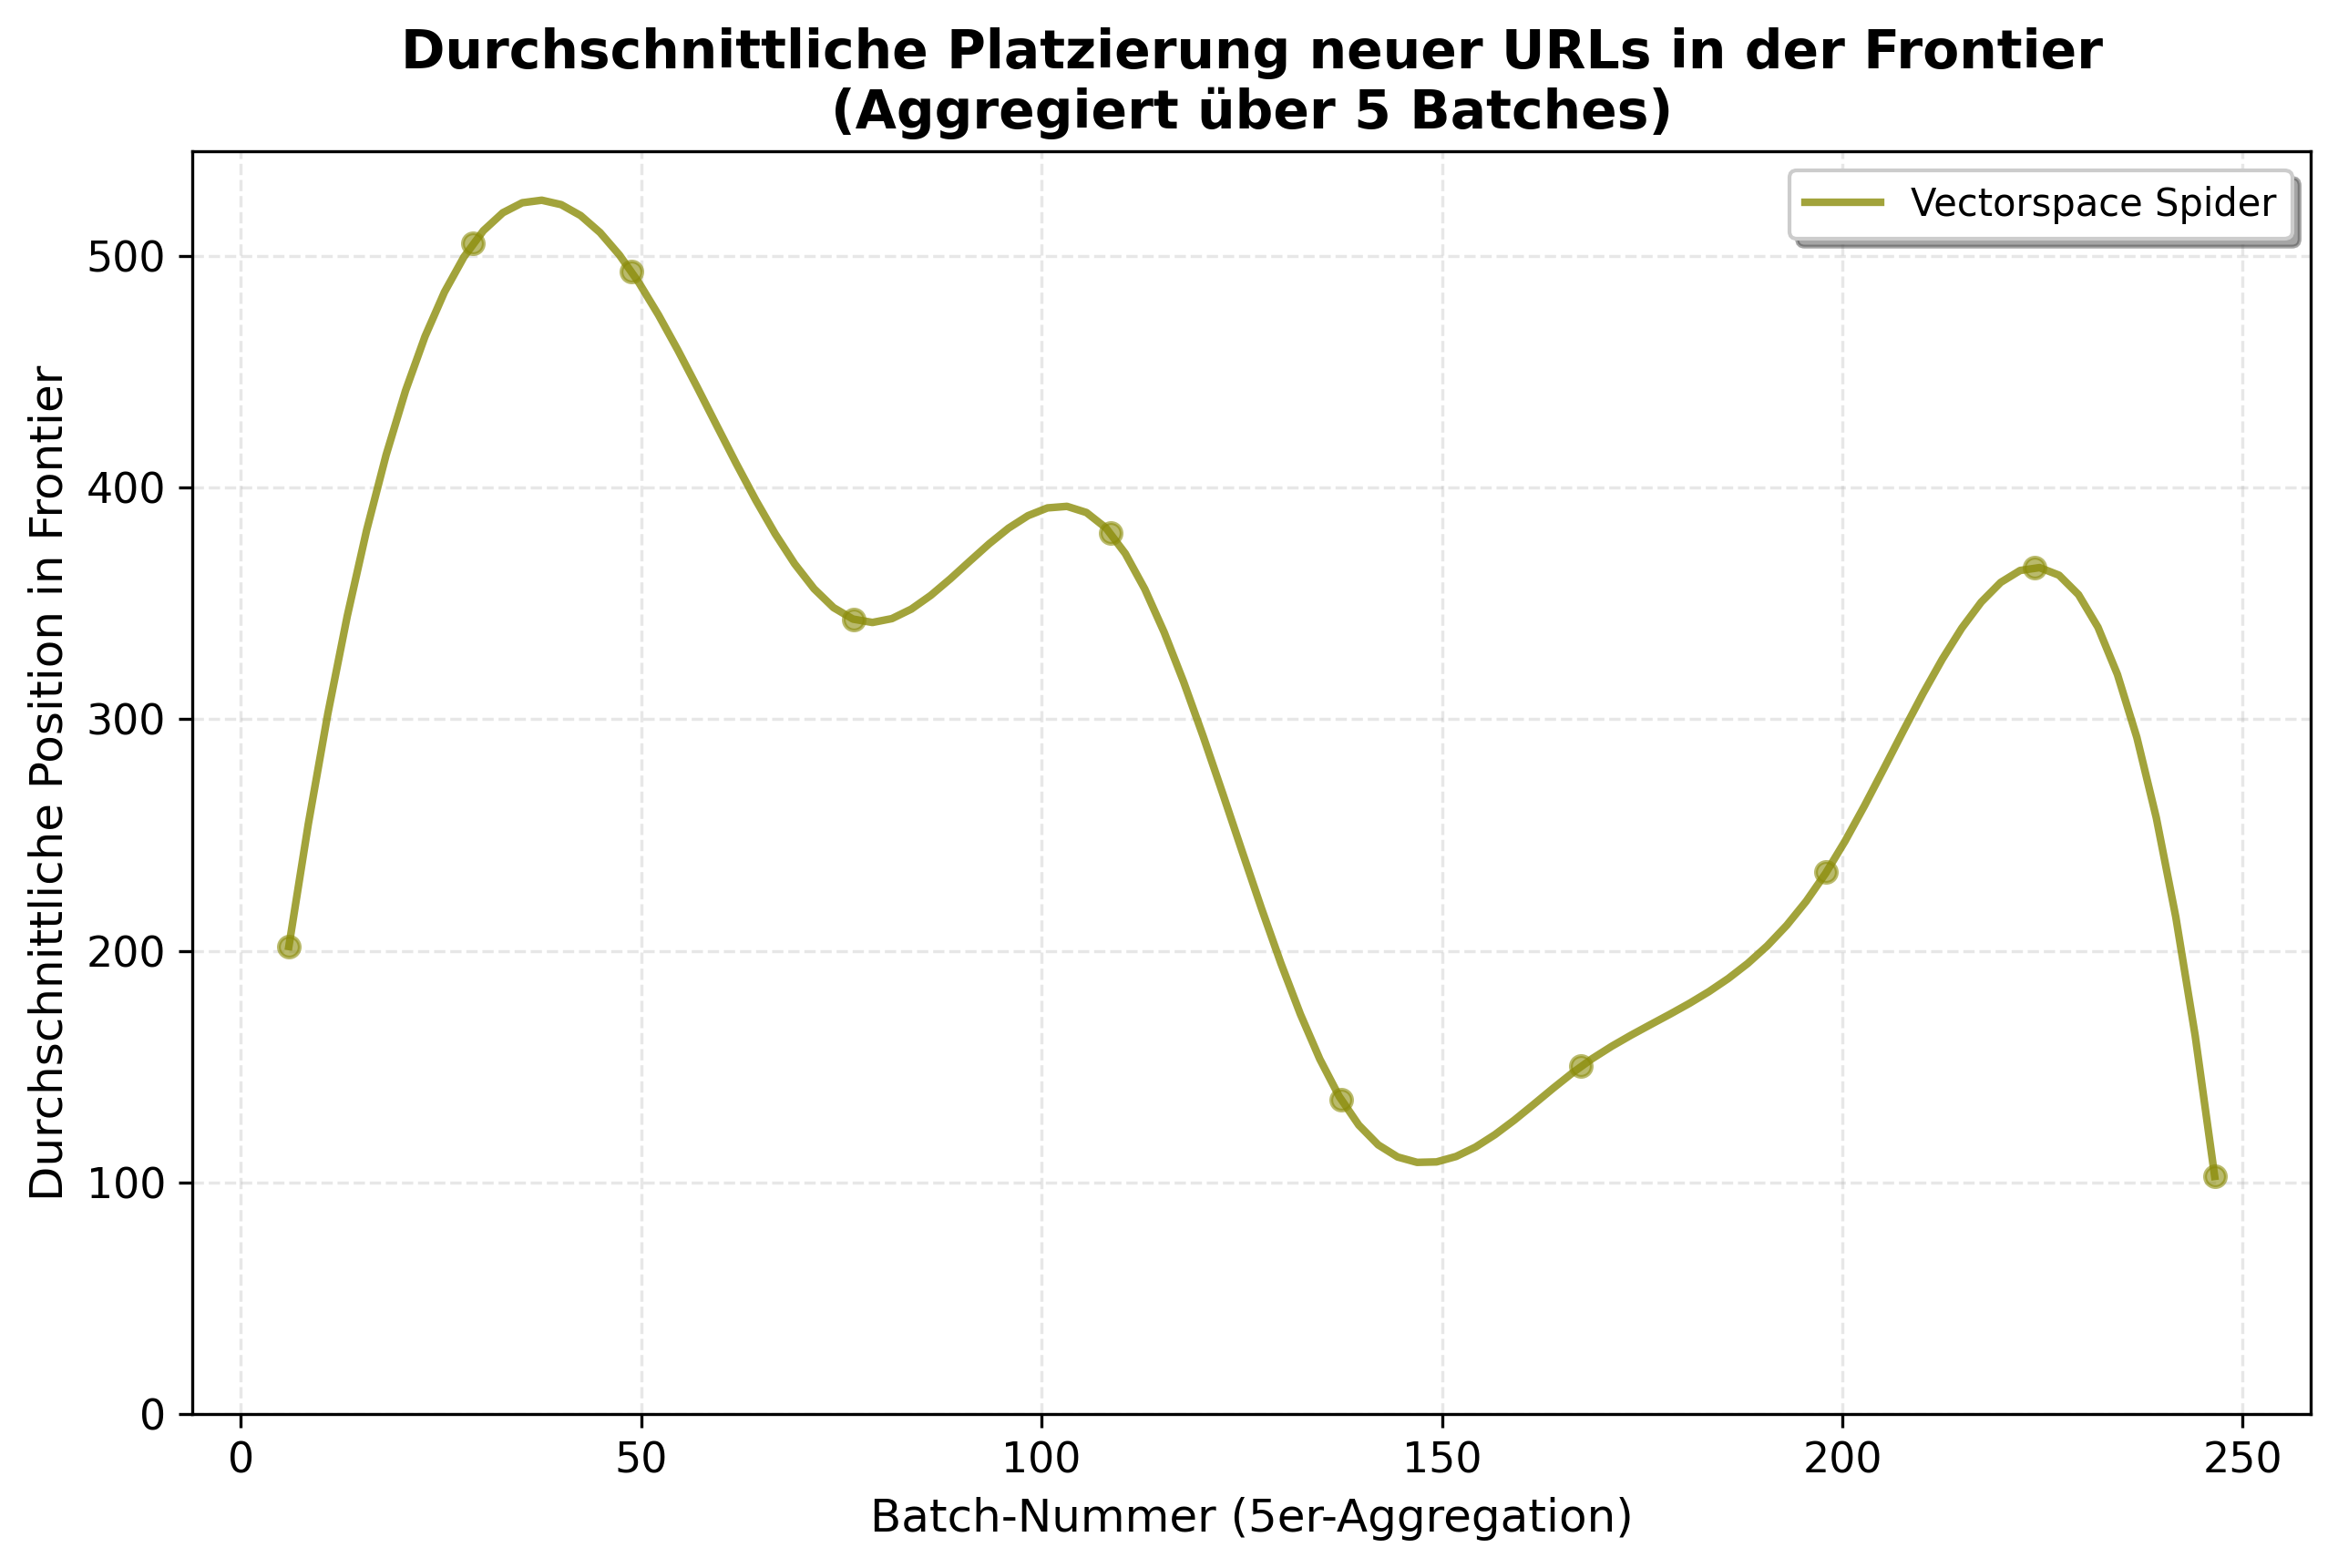 Durchschnittliche Platzierung neuer URLs in der Frontier
(Aggregiert über 5 Batches)
Vectorspace Spider
Durchschnittliche Position in Frontier
500
400
300
200
100
0
0 50 100 150 200 250
Batch-Nummer (5er-Aggregation)